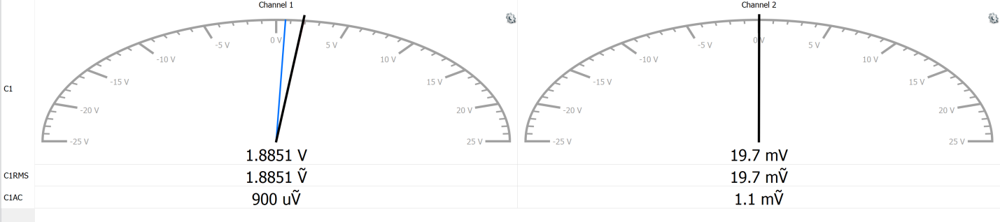 Channel 1 Channel 2
0 V 0 V
-5 V 5 V -5 V 5 V
-10 V 10 V -10 V 10 V
-15 V 15 V -15 V 15 V
C1
-20 V 20 V -20 V 20 V
-25 V 25 V -25 V 25 V
1.8851 V 19.7 mV
C1RMS 1.8851 Ṽ 19.7 mṼ
C1AC 900 uṼ 1.1 mṼ